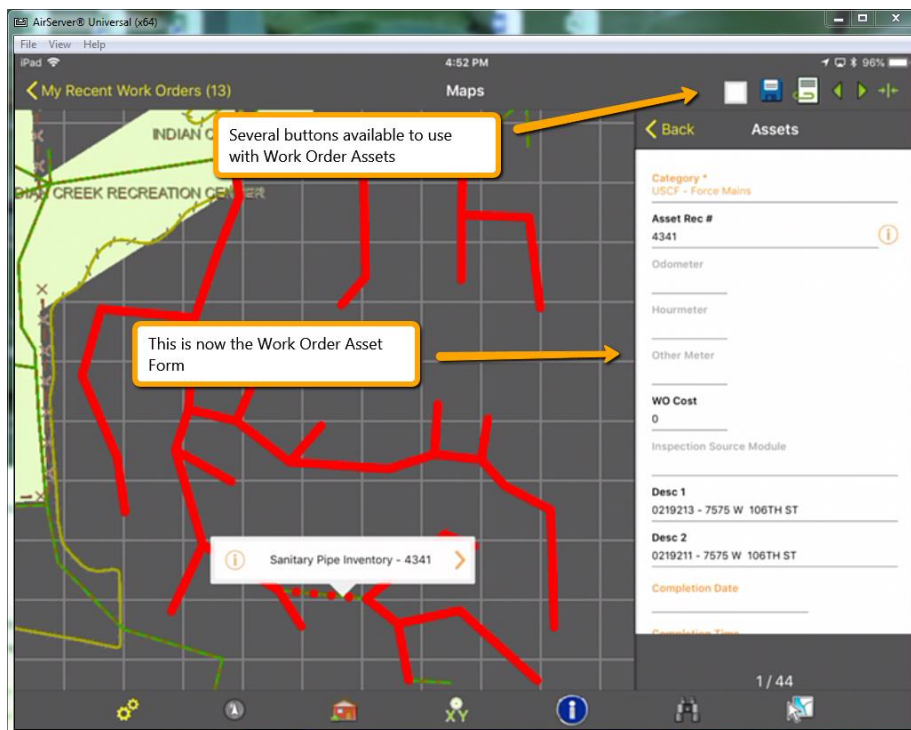 AirServer® Universal (x64)
File View Help
iPad 4:52 PM 96%
My Recent Work Orders (13) Maps
Several buttons available to use
with Work Order Assets
INDIAN C
CREEK RECREATION CENTER
Back Assets
Category *
USCF - Force Mains
Asset Rec #
4341
Odometer
Hourmeter
This is now the Work Order Asset
Form
Other Meter
WO Cost
0
Inspection Source Module
Desc 1
0219213 - 7575 W 106TH ST
Desc 2
0219211 - 7575 W 106TH ST
Sanitary Pipe Inventory - 4341
Completion Date
Completion Time
1 / 44
XY